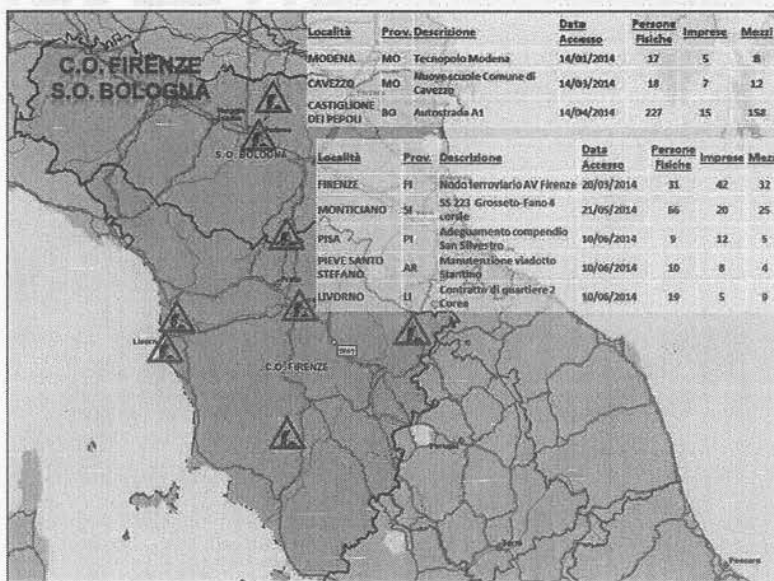 C.O. FIRENZE
S.O. BOLOGNA
Località Prov. Descrizione Data Accesso Persone Fisiche Imprese Mezzi
MODENA MO Tecnopolo Modena 14/01/2014 17 5 8
CAVEZZO MO Nuove scuole Comune di Cavezzo 14/03/2014 18 7 12
CASTIGLIONE DEI PEPOLI BO Autostrada A1 14/04/2014 227 15 158
Località Prov. Descrizione Data Accesso Persone Fisiche Imprese Mezzi
FIRENZE FI Nodo ferroviario AV Firenze 20/03/2014 31 42 32
MONTICIANO SI SS 223 Grosseto-Fano 4 corsie 21/05/2014 66 20 25
PISA PI Adeguamento compendio San Silvestro 10/06/2014 9 12 5
PIEVE SANTO STEFANO AR Manutenzione viadotto 10/06/2014 10 8 4
LIVORNO LI Contratto di quartiere 2 Corea 10/06/2014 19 5 9
S.O. BOLOGNA
Prato
Livorno
C.O. FIRENZE
Perugia
Terni
Pescara